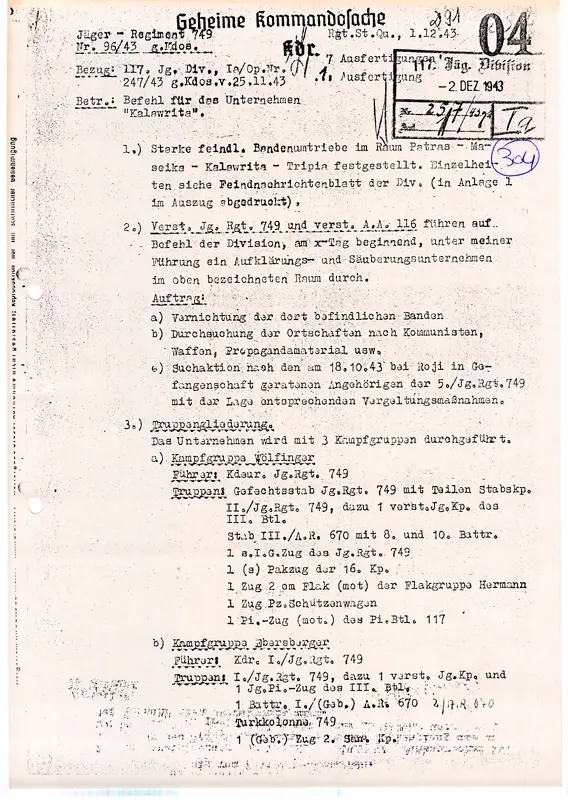 Geheime Kommandosache
Jäger - Regiment 749 Rgt.St.Qu., 1.12.43
Nr. 96/43 g.Kdos. Kdr.
04
7 Ausfertigungen
Bezug: 117. Jg. Div., Ia/Op.Nr. 1. Ausfertigung
247/43 g.Kdos.v.25.11.43
117. Jäg. Division
- 2. DEZ 1943
Ia
304
Betr.: Befehl für das Unternehmen
"Kalawrita".
1.) Starke feindl. Bandenumtriebe im Raum Patras - Ma-
seika - Kalawrita - Tripia festgestellt. Einzelhei-
ten siehe Feindnachrichtenblatt der Div. (in Anlage 1
im Auszug abgedruckt).
2.) Verst. Jg. Rgt. 749 und verst. A.A. 116 führen auf
Befehl der Division, am x-Tag beginnend, unter meiner
Führung ein Aufklärungs- und Säuberungsunternehmen
im oben bezeichneten Raum durch.
Auftrag:
a) Vernichtung der dort befindlichen Banden
b) Durchsuchung der Ortschaften nach Kommunisten,
Waffen, Propagandamaterial usw.
c) Suchaktion nach den am 18.10.43 bei Roji in Ge-
fangenschaft geratenen Angehörigen der 5./Jg.Rgt.749
mit der Lage entsprechenden Vergeltungsmaßnahmen.
3.) Truppengliederung.
Das Unternehmen wird mit 3 Kampfgruppen durchgeführt.
a) Kampfgruppe Wölfinger
Führer: Kdeur. Jg.Rgt. 749
Truppen: Gefechtsstab Jg.Rgt. 749 mit Teilen Stabskp.
II./Jg.Rgt. 749, dazu 1 verst.Jg.Kp. des
III. Btl.
Stab III./A.R. 670 mit 8. und 10. Battr.
1 s.I.G.Zug des Jg.Rgt. 749
1 (s) Pakzug der 16. Kp.
1 Zug 2 cm Flak (mot) der Flakgruppe Hermann
1 Zug Pz.Schützenwagen
1 Pi.-Zug (mot.) des Pi.Btl. 117
b) Kampfgruppe Ebersberger
Führer: Kdr. I./Jg.Rgt. 749
Truppen: I./Jg.Rgt. 749, dazu 1 verst. Jg.Kp. und
1 Jg.Pi.-Zug des III. Btl.
1 Battr. I./(Geb.) A.R. 670
Turkkolonne 749
1 (Geb.) Zug 2. San. Kp.